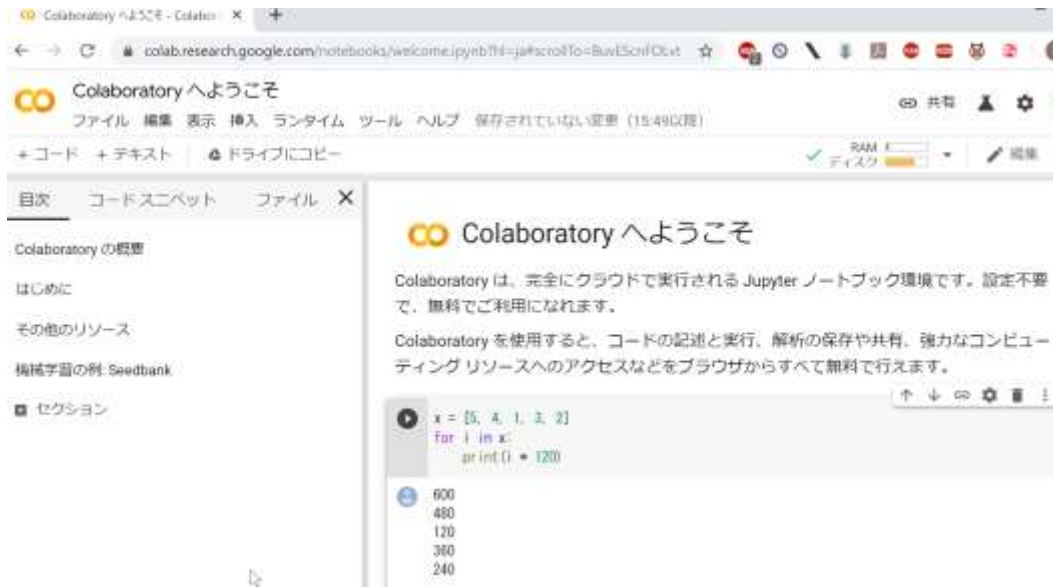 Colaboratory へようこそ - Colabor
colab.research.google.com/notebooks/welcome.ipynb?hl=ja#scrollTo=
Colaboratory へようこそ
共有
ファイル 編集 表示 挿入 ランタイム ツール ヘルプ 保存されていない変更（15:49以降）
+ コード + テキスト ドライブにコピー
RAM
ディスク
編集
目次 コード スニペット ファイル
Colaboratory の概要
はじめに
その他のリソース
機械学習の例: Seedbank
セクション
Colaboratory へようこそ
Colaboratory は、完全にクラウドで実行される Jupyter ノートブック環境です。設定不要
で、無料でご利用になれます。
Colaboratory を使用すると、コードの記述と実行、解析の保存や共有、強力なコンピュー
ティング リソースへのアクセスなどをブラウザからすべて無料で行えます。
x = [5, 4, 1, 3, 2]
for i in x:
print(i * 120)
600
480
120
360
240